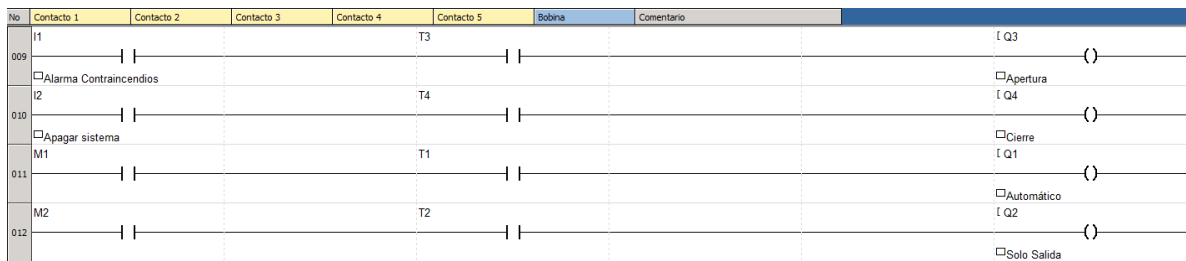 No Contacto 1 Contacto 2 Contacto 3 Contacto 4 Contacto 5 Bobina Comentario
I1 T3 [ Q3
009
Alarma Contraincendios Apertura
I2 T4 [ Q4
010
Apagar sistema Cierre
M1 T1 [ Q1
011
Automático
M2 T2 [ Q2
012
Solo Salida